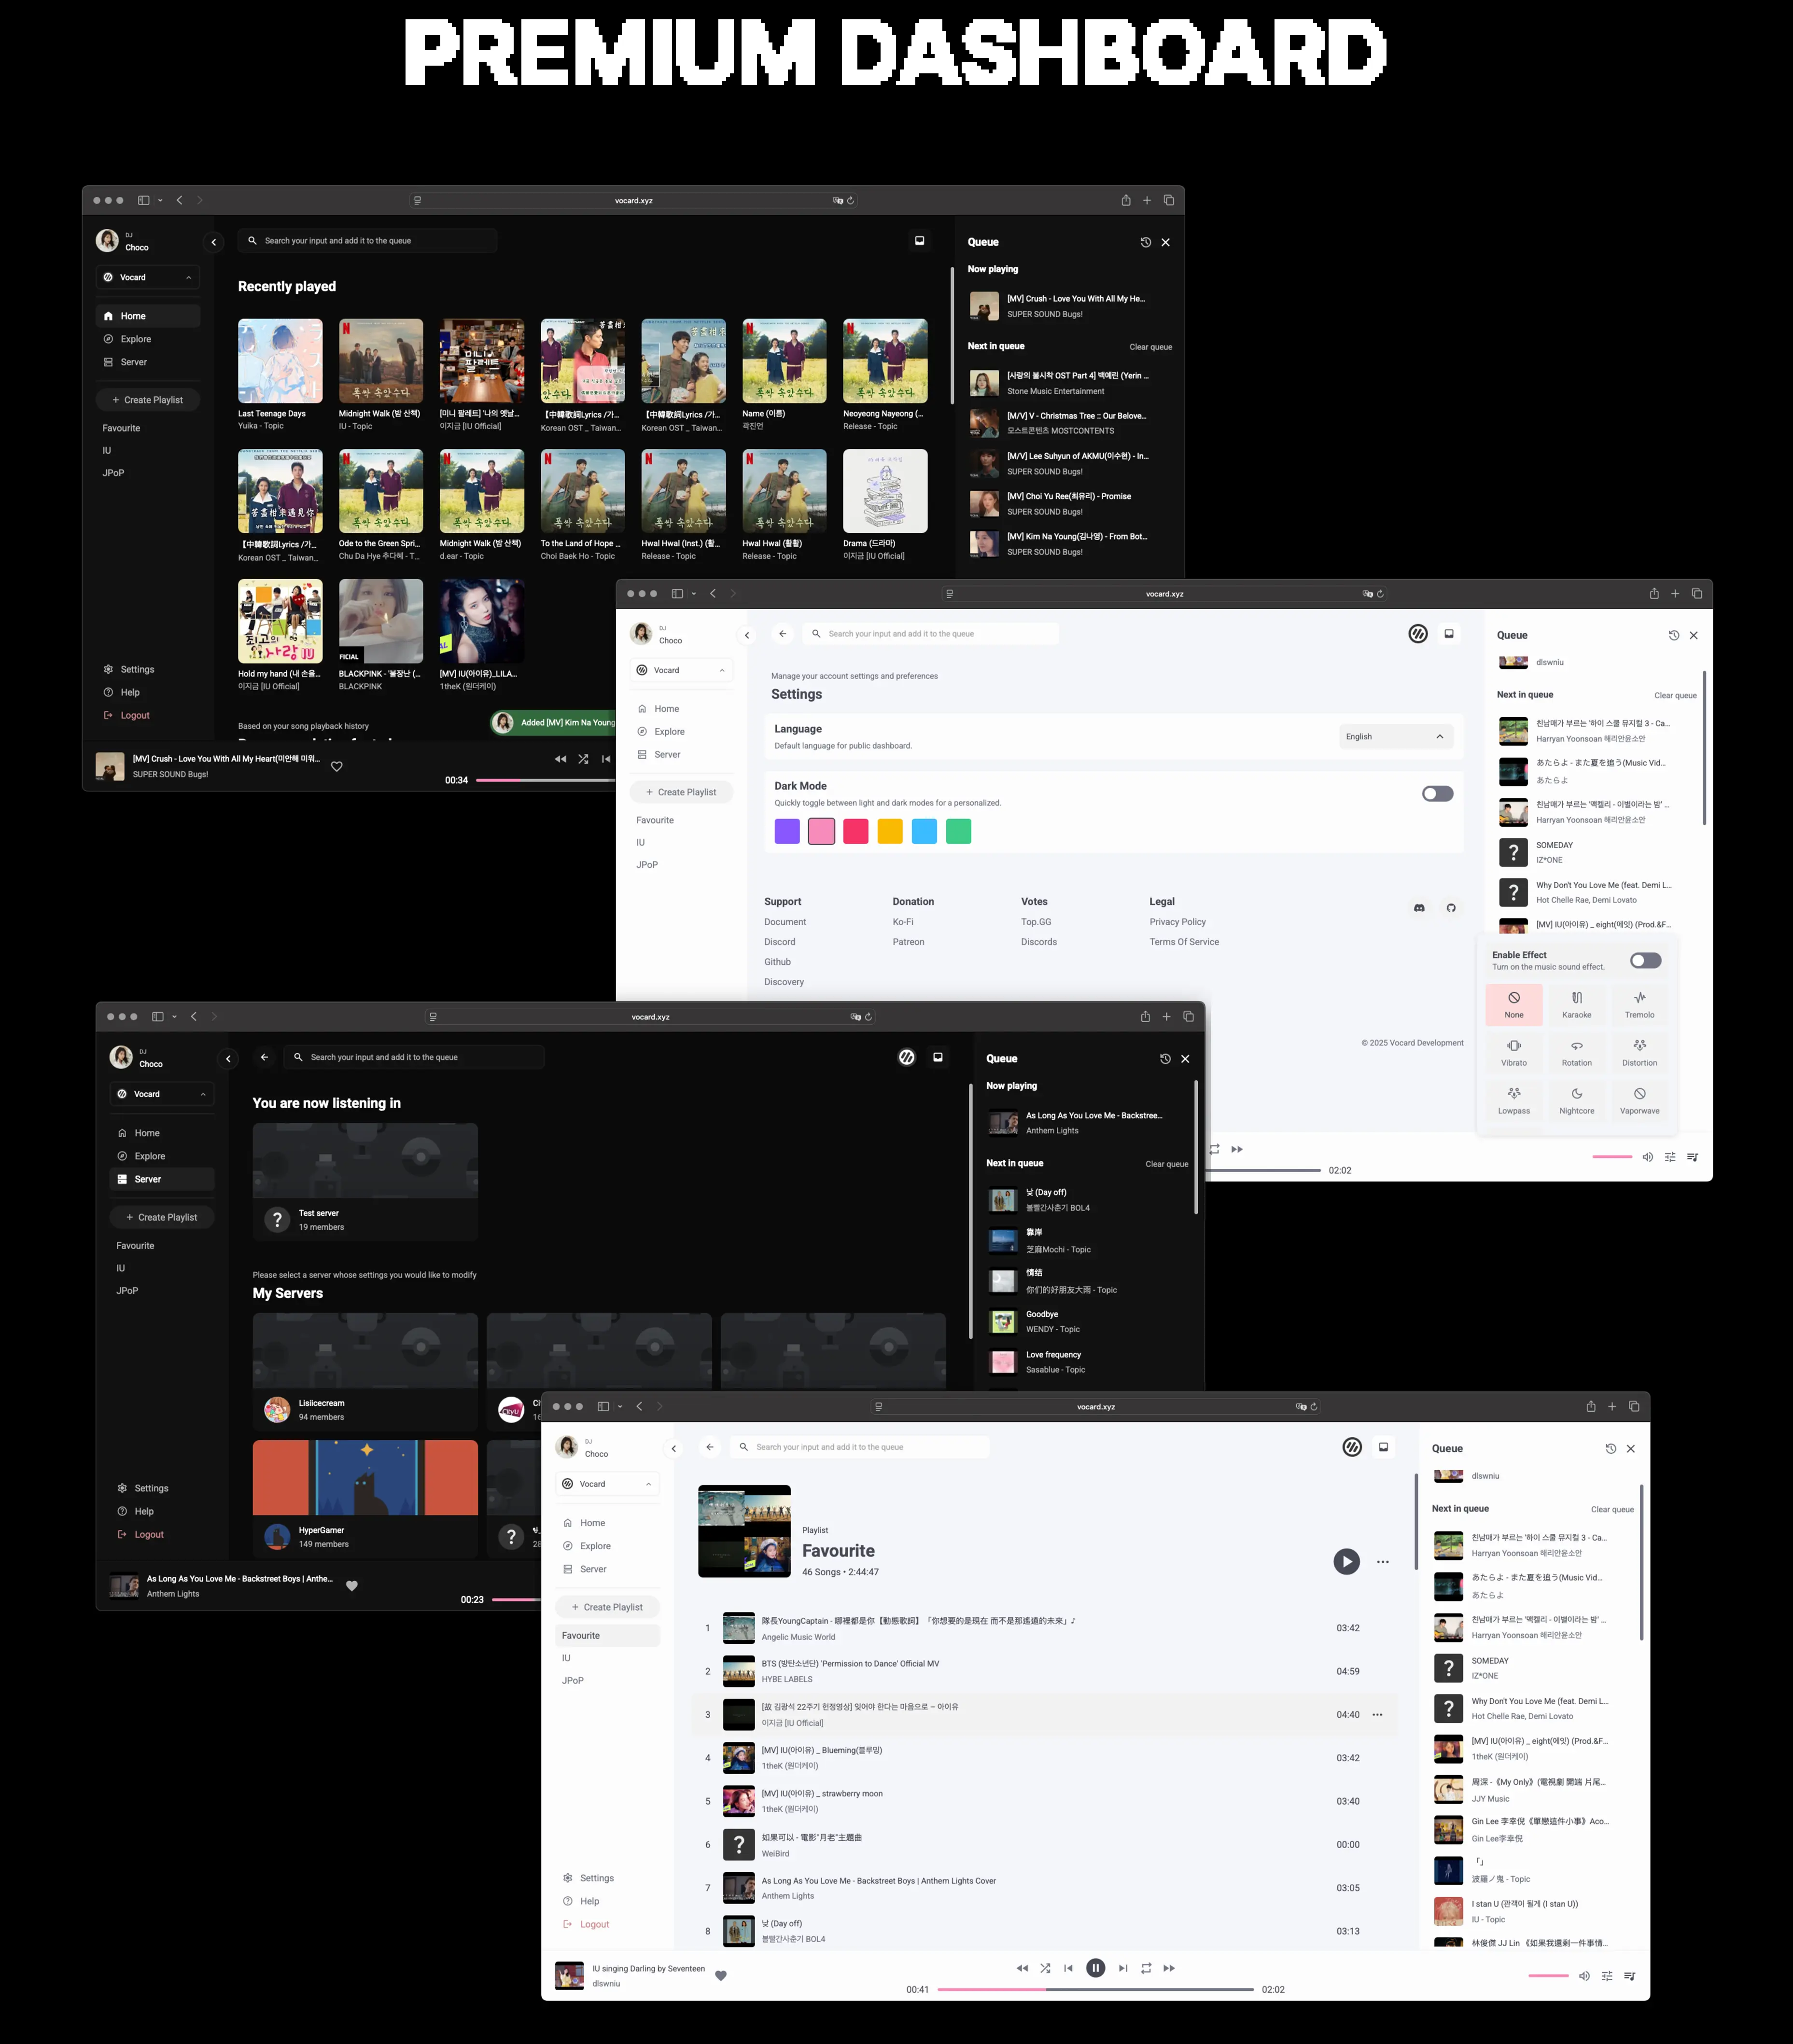 PREMIUM DASHBOARD
vocard.xyz
DJ
Choco
Vocard
Home
Explore
Server
+ Create Playlist
Favourite
IU
JPoP
Settings
Help
Logout
Search your input and add it to the queue
Recently played
Last Teenage Days
Yuika - Topic
Midnight Walk (밤 산책)
IU - Topic
[미니 팔레트] '나의 옛날...
이지금 [IU Official]
【中韓歌詞Lyrics /가...
Korean OST _ Taiwan...
【中韓歌詞Lyrics /가...
Korean OST _ Taiwan...
Name (이름)
곽진언
Neoyeong Nayeong (...
Release - Topic
【中韓歌詞Lyrics /가...
Korean OST _ Taiwan...
Ode to the Green Spri...
Chu Da Hye 추다혜 - T...
Midnight Walk (밤 산책)
d.ear - Topic
To the Land of Hope ...
Choi Baek Ho - Topic
Hwal Hwal (Inst.) (활...
Release - Topic
Hwal Hwal (활활)
Release - Topic
Drama (드라마)
이지금 [IU Official]
Hold my hand (내 손을...
이지금 [IU Official]
BLACKPINK - '불장난 (...
BLACKPINK
[MV] IU(아이유)_LILA...
1theK (원더케이)
Based on your song playback history
Added [MV] Kim Na Young
Queue
Now playing
[MV] Crush - Love You With All My He...
SUPER SOUND Bugs!
Next in queue
Clear queue
[사랑의 불시착 OST Part 4] 백예린 (Yerin ...
Stone Music Entertainment
[M/V] V - Christmas Tree :: Our Belove...
모스트콘텐츠 MOSTCONTENTS
[M/V] Lee Suhyun of AKMU(이수현) - In...
SUPER SOUND Bugs!
[MV] Choi Yu Ree(최유리) - Promise
SUPER SOUND Bugs!
[MV] Kim Na Young(김나영) - From Bot...
SUPER SOUND Bugs!
[MV] Crush - Love You With All My Heart(미안해 미워...
SUPER SOUND Bugs!
00:34
vocard.xyz
DJ
Choco
Vocard
Home
Explore
Server
+ Create Playlist
Favourite
IU
JPoP
Search your input and add it to the queue
Manage your account settings and preferences
Settings
Language
Default language for public dashboard.
English
Dark Mode
Quickly toggle between light and dark modes for a personalized.
Support
Document
Discord
Github
Discovery
Donation
Ko-Fi
Patreon
Votes
Top.GG
Discords
Legal
Privacy Policy
Terms Of Service
© 2025 Vocard Development
Queue
dlswniu
Next in queue
Clear queue
친남매가 부르는 '하이 스쿨 뮤지컬 3 - Ca...
Harryan Yoonsoan 해리안윤소안
あたらよ - また夏を追う(Music Vid...
あたらよ
친남매가 부르는 '맥켈리 - 이별이라는 밤' ...
Harryan Yoonsoan 해리안윤소안
SOMEDAY
IZ*ONE
Why Don't You Love Me (feat. Demi L...
Hot Chelle Rae, Demi Lovato
[MV] IU(아이유) _ eight(에잇) (Prod.&F...
Enable Effect
Turn on the music sound effect.
None
Karaoke
Tremolo
Vibrato
Rotation
Distortion
Lowpass
Nightcore
Vaporwave
02:02
vocard.xyz
DJ
Choco
Vocard
Home
Explore
Server
+ Create Playlist
Favourite
IU
JPoP
Settings
Help
Logout
Search your input and add it to the queue
You are now listening in
Test server
19 members
Please select a server whose settings you would like to modify
My Servers
Lisiicecream
94 members
HyperGamer
149 members
Queue
Now playing
As Long As You Love Me - Backstree...
Anthem Lights
Next in queue
Clear queue
낮 (Day off)
볼빨간사춘기 BOL4
靠岸
芝麻Mochi - Topic
情结
你们的好朋友大雨 - Topic
Goodbye
WENDY - Topic
Love frequency
Sasablue - Topic
As Long As You Love Me - Backstreet Boys | Anthe...
Anthem Lights
00:23
vocard.xyz
DJ
Choco
Vocard
Home
Explore
Server
+ Create Playlist
Favourite
IU
JPoP
Settings
Help
Logout
Search your input and add it to the queue
Playlist
Favourite
46 Songs • 2:44:47
1 隊長YoungCaptain - 哪裡都是你【動態歌詞】「你想要的是現在 而不是那遙遠的未來」♪ 03:42
Angelic Music World
2 BTS (방탄소년단) 'Permission to Dance' Official MV 04:59
HYBE LABELS
3 [故 김광석 22주기 헌정영상] 잊어야 한다는 마음으로 – 아이유 04:40
이지금 [IU Official]
4 [MV] IU(아이유) _ Blueming(블루밍) 03:42
1theK (원더케이)
5 [MV] IU(아이유) _ strawberry moon 03:40
1theK (원더케이)
6 如果可以 - 電影"月老"主題曲 00:00
WeiBird
7 As Long As You Love Me - Backstreet Boys | Anthem Lights Cover 03:05
Anthem Lights
8 낮 (Day off) 03:13
볼빨간사춘기 BOL4
Queue
dlswniu
Next in queue
Clear queue
친남매가 부르는 '하이 스쿨 뮤지컬 3 - Ca...
Harryan Yoonsoan 해리안윤소안
あたらよ - また夏を追う(Music Vid...
あたらよ
친남매가 부르는 '맥켈리 - 이별이라는 밤' ...
Harryan Yoonsoan 해리안윤소안
SOMEDAY
IZ*ONE
Why Don't You Love Me (feat. Demi L...
Hot Chelle Rae, Demi Lovato
[MV] IU(아이유) _ eight(에잇) (Prod.&F...
1theK (원더케이)
周深 -《My Only》(電視劇 開端 片尾...
JJY Music
Gin Lee 李幸倪《單戀這件小事》Aco...
Gin Lee李幸倪
「」
波羅ノ鬼 - Topic
I stan U (관객이 될게 (I stan U))
IU - Topic
林俊傑 JJ Lin 《如果我還剩一件事情...
IU singing Darling by Seventeen
dlswniu
00:41
02:02